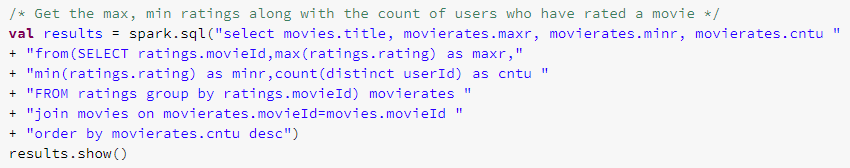 /* Get the max, min ratings along with the count of users who have rated a movie */
val results = spark.sql("select movies.title, movierates.maxr, movierates.minr, movierates.cntu "
+ "from(SELECT ratings.movieId,max(ratings.rating) as maxr,"
+ "min(ratings.rating) as minr,count(distinct userId) as cntu "
+ "FROM ratings group by ratings.movieId) movierates "
+ "join movies on movierates.movieId=movies.movieId "
+ "order by movierates.cntu desc")
results.show()